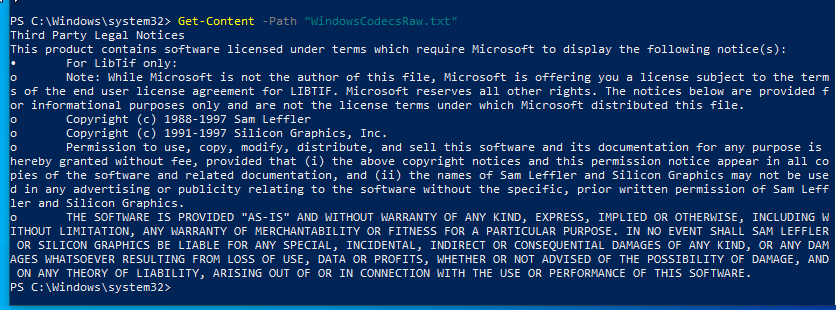 PS C:\Windows\system32> Get-Content -Path "WindowsCodecsRaw.txt"
Third Party Legal Notices
This product contains software licensed under terms which require Microsoft to display the following notice(s):
•       For LibTif only:
o       Note: While Microsoft is not the author of this file, Microsoft is offering you a license subject to the term
s of the end user license agreement for LIBTIF. Microsoft reserves all other rights. The notices below are provided f
or informational purposes only and are not the license terms under which Microsoft distributed this file.
o       Copyright (c) 1988-1997 Sam Leffler
o       Copyright (c) 1991-1997 Silicon Graphics, Inc.
o       Permission to use, copy, modify, distribute, and sell this software and its documentation for any purpose is
hereby granted without fee, provided that (i) the above copyright notices and this permission notice appear in all co
pies of the software and related documentation, and (ii) the names of Sam Leffler and Silicon Graphics may not be use
d in any advertising or publicity relating to the software without the specific, prior written permission of Sam Leff
ler and Silicon Graphics.
o       THE SOFTWARE IS PROVIDED "AS-IS" AND WITHOUT WARRANTY OF ANY KIND, EXPRESS, IMPLIED OR OTHERWISE, INCLUDING W
ITHOUT LIMITATION, ANY WARRANTY OF MERCHANTABILITY OR FITNESS FOR A PARTICULAR PURPOSE. IN NO EVENT SHALL SAM LEFFLER
 OR SILICON GRAPHICS BE LIABLE FOR ANY SPECIAL, INCIDENTAL, INDIRECT OR CONSEQUENTIAL DAMAGES OF ANY KIND, OR ANY DAM
AGES WHATSOEVER RESULTING FROM LOSS OF USE, DATA OR PROFITS, WHETHER OR NOT ADVISED OF THE POSSIBILITY OF DAMAGE, AND
 ON ANY THEORY OF LIABILITY, ARISING OUT OF OR IN CONNECTION WITH THE USE OR PERFORMANCE OF THIS SOFTWARE.
PS C:\Windows\system32>